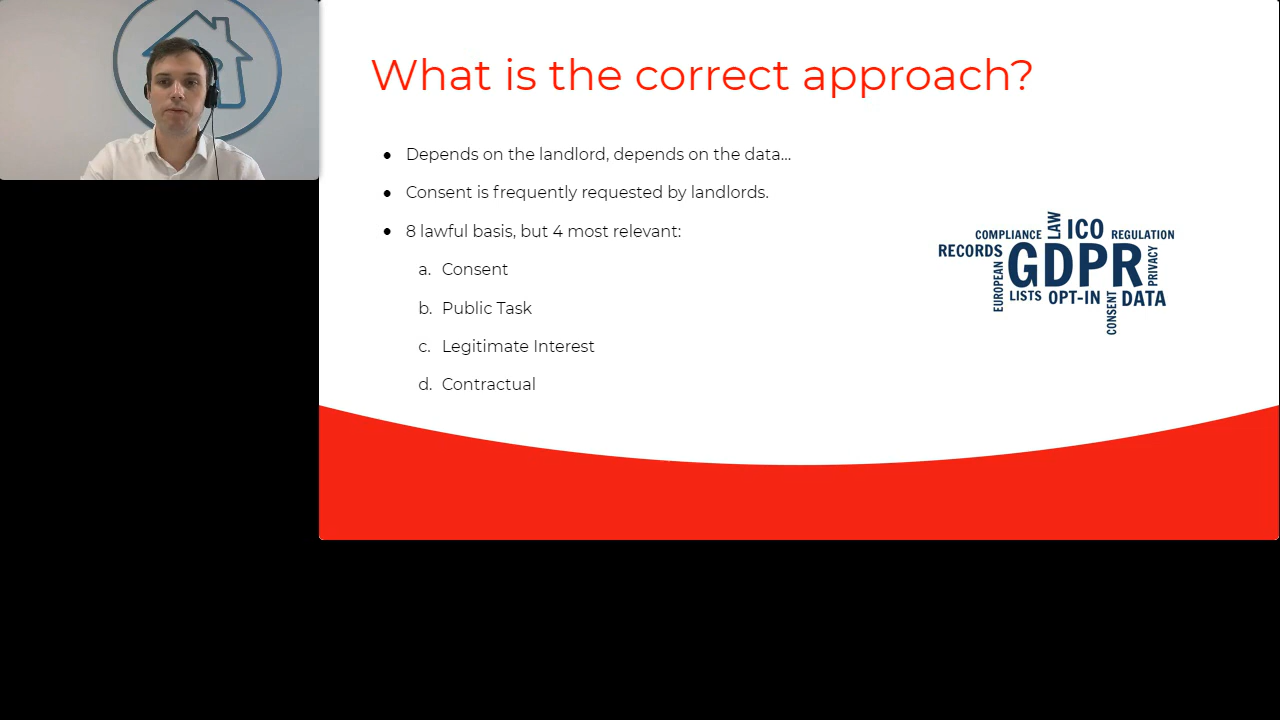 What is the correct approach?
● Depends on the landlord, depends on the data...
● Consent is frequently requested by landlords.
● 8 lawful basis, but 4 most relevant:
a. Consent
b. Public Task
c. Legitimate Interest
d. Contractual
LAW
ICO
COMPLIANCE
REGULATION
RECORDS
GDPR
PRIVACY
EUROPEAN
LISTS
OPT-IN
CONSENT
DATA